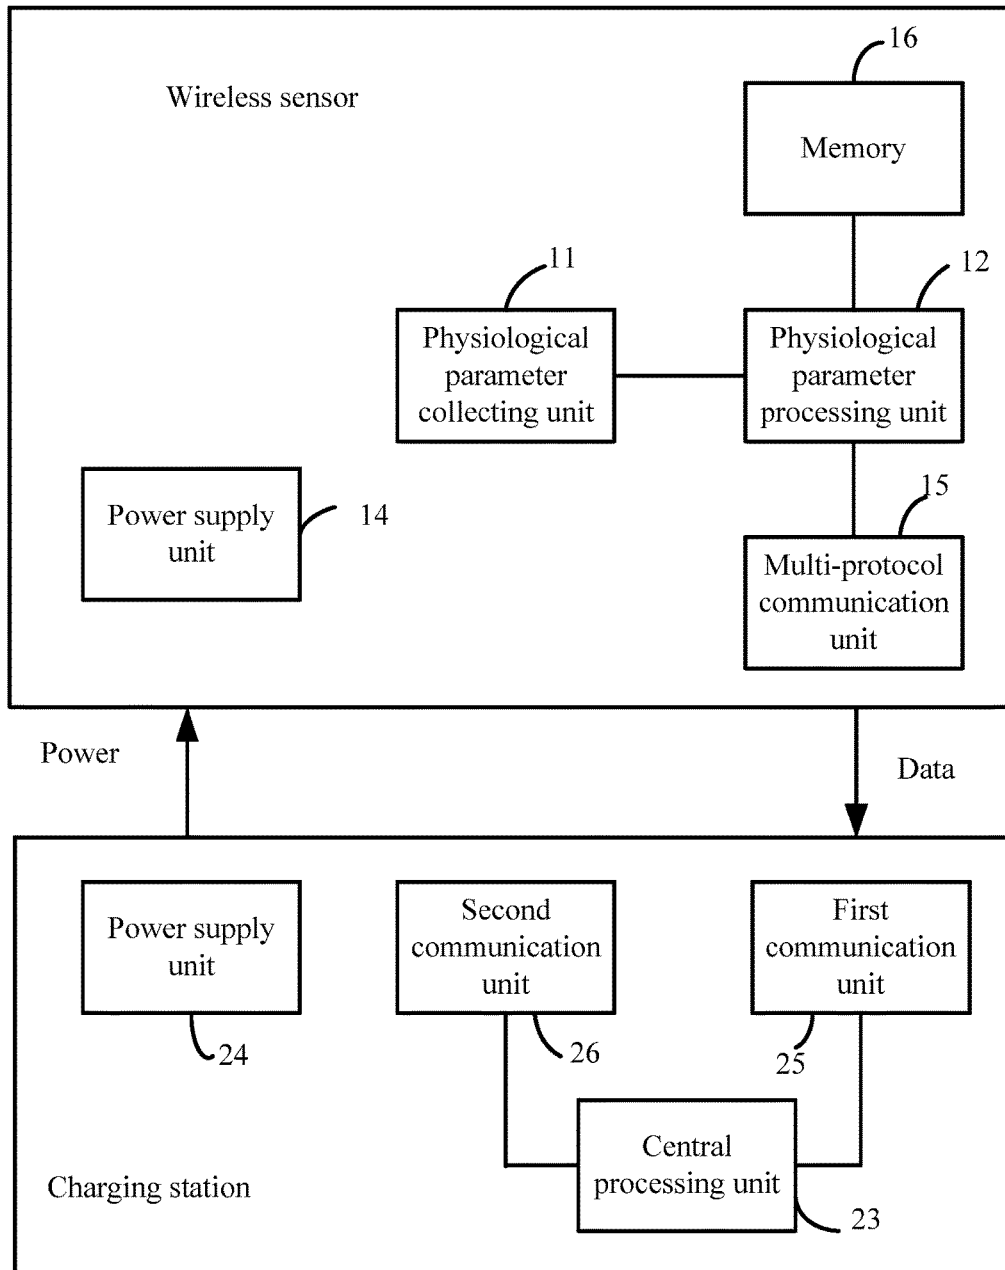 16
Wireless sensor
Memory
11
12
Physiological
parameter
collecting unit
Physiological
parameter
processing unit
15
Power supply
unit
14
Multi-protocol
communication
unit
Power
Data
Power supply
unit
Second
communication
unit
First
communication
unit
24
26
25
Central
processing unit
Charging station
23